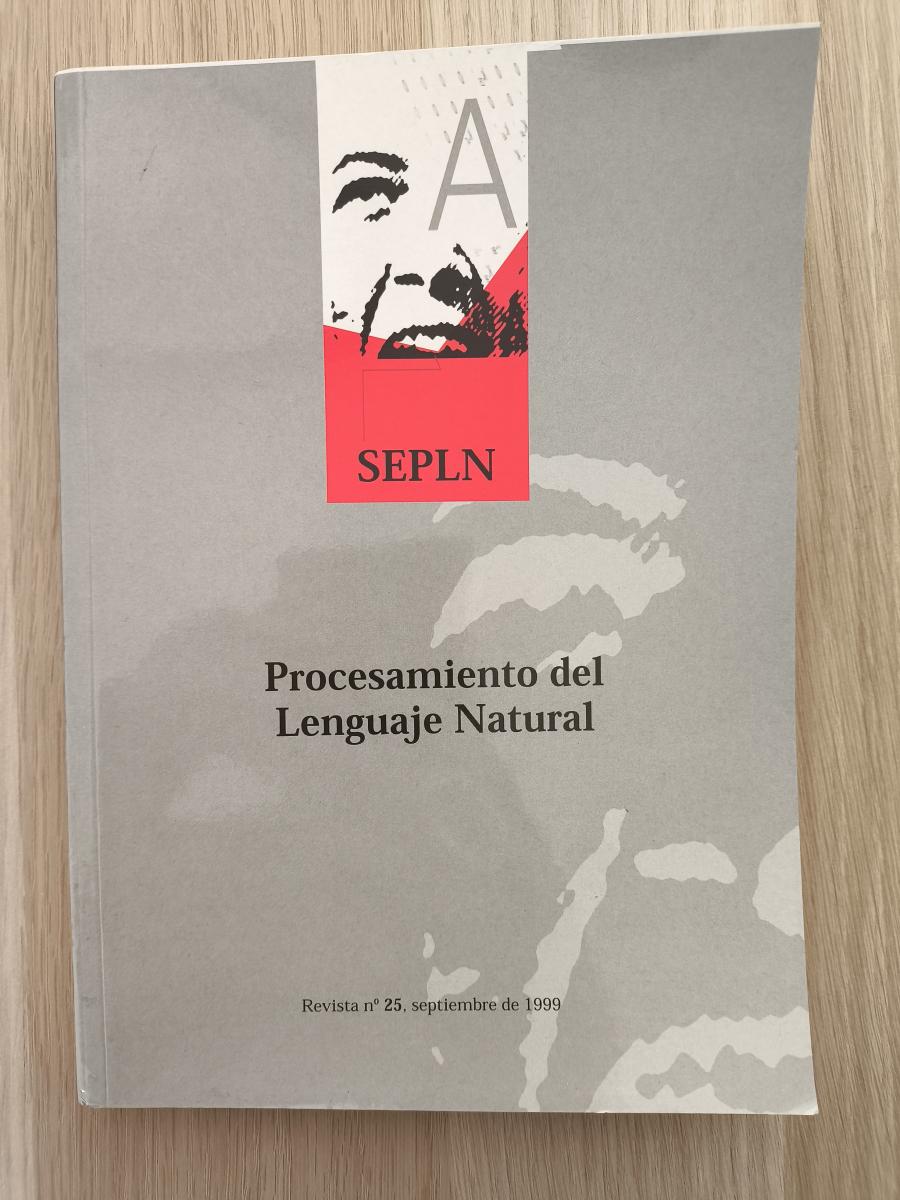 A
SEPLN
Procesamiento del
Lenguaje Natural
Revista nº 25, septiembre de 1999